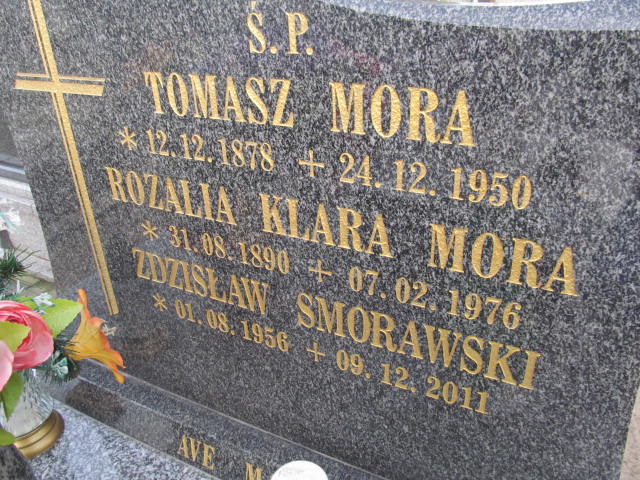 Ś.P.
TOMASZ MORA
* 12.12.1878 + 24.12.1950
ROZALIA KLARA MORA
* 31.08.1890 + 07.02.1976
ZDZISŁAW SMORAWSKI
* 01.08.1956 + 09.12.2011
AVE